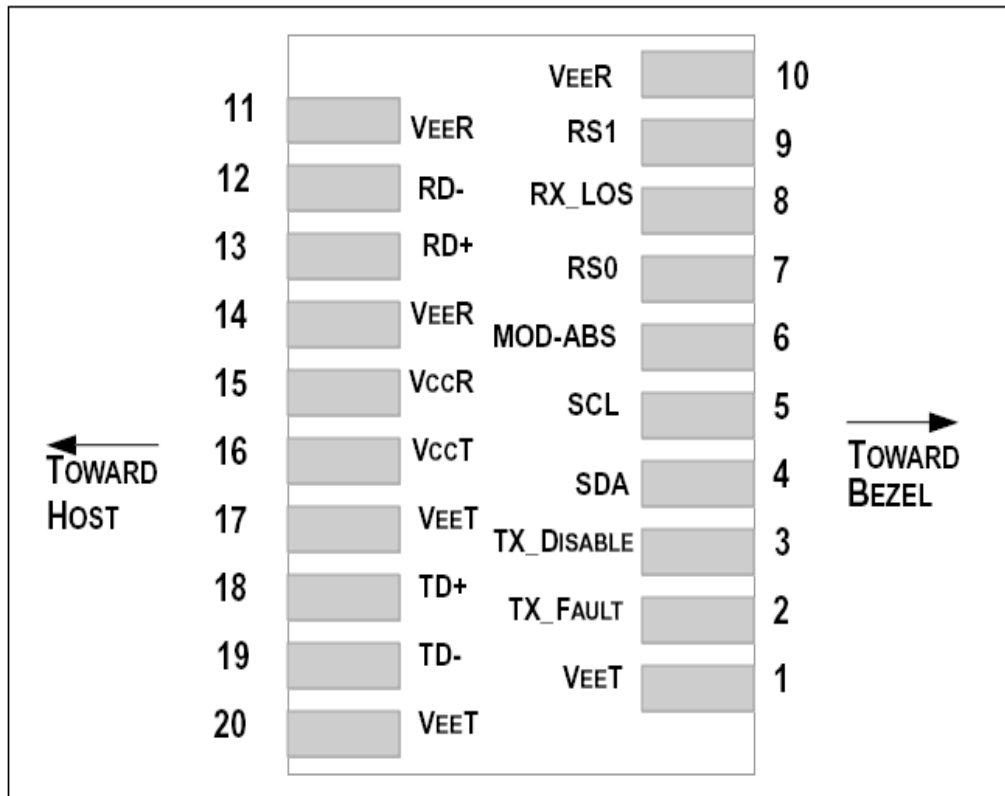 11
VEER
12
RD-
13
RD+
14
VEER
15
VCCR
16
VCCT
17
VEET
18
TD+
19
TD-
20
VEET
VEER
10
RS1
9
RX_LOS
8
RS0
7
MOD-ABS
6
SCL
5
SDA
4
TX_DISABLE
3
TX_FAULT
2
VEET
1
TOWARD
HOST
TOWARD
BEZEL